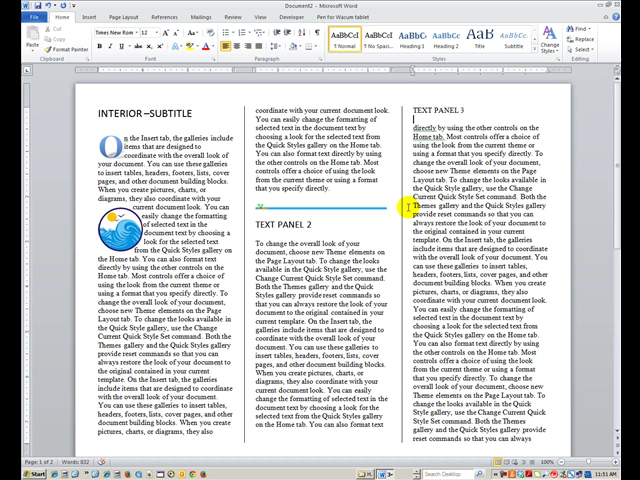 Document2 - Microsoft Word
File
Home
Insert
Page Layout
References
Mailings
Review
View
Developer
Pen for Wacom tablet
Paste
Cut
Copy
Format Painter
Clipboard
Times New Ro
12
Font
Paragraph
AaBbCcI
AaBbCcI
AaBbC
AaBbCc
AaB
AaBbCc.
¶ Normal
¶ No Spaci...
Heading 1
Heading 2
Title
Subtitle
Change Styles
Styles
Find
Replace
Select
Editing
INTERIOR–SUBTITLE
On the Insert tab, the galleries include
items that are designed to
coordinate with the overall look of
your document. You can use these galleries
to insert tables, headers, footers, lists, cover
pages, and other document building blocks.
When you create pictures, charts, or
diagrams, they also coordinate with your
current document look. You can
easily change the formatting
of selected text in the
document text by choosing a
look for the selected text
from the Quick Styles gallery on
the Home tab. You can also format text
directly by using the other controls on the
Home tab. Most controls offer a choice of
using the look from the current theme or
using a format that you specify directly. To
change the overall look of your document,
choose new Theme elements on the Page
Layout tab. To change the looks available in
the Quick Style gallery, use the Change
Current Quick Style Set command. Both the
Themes gallery and the Quick Styles gallery
provide reset commands so that you can
always restore the look of your document to
the original contained in your current
template. On the Insert tab, the galleries
include items that are designed to coordinate
with the overall look of your document.
You can use these galleries to insert tables,
headers, footers, lists, cover pages, and other
document building blocks. When you create
pictures, charts, or diagrams, they also
coordinate with your current document look.
You can easily change the formatting of
selected text in the document text by
choosing a look for the selected text from
the Quick Styles gallery on the Home tab.
You can also format text directly by using
the other controls on the Home tab. Most
controls offer a choice of using the look
from the current theme or using a format
that you specify directly.
TEXT PANEL 2
To change the overall look of your
document, choose new Theme elements on
the Page Layout tab. To change the looks
available in the Quick Style gallery, use the
Change Current Quick Style Set command.
Both the Themes gallery and the Quick
Styles gallery provide reset commands so
that you can always restore the look of your
document to the original contained in your
current template. On the Insert tab, the
galleries include items that are designed to
coordinate with the overall look of your
document. You can use these galleries to
insert tables, headers, footers, lists, cover
pages, and other document building blocks.
When you create pictures, charts, or
diagrams, they also coordinate with your
current document look. You can easily
change the formatting of selected text in the
document text by choosing a look for the
selected text from the Quick Styles gallery
on the Home tab. You can also format text
TEXT PANEL 3
directly by using the other controls on the
Home tab. Most controls offer a choice of
using the look from the current theme or
using a format that you specify directly. To
change the overall look of your document,
choose new Theme elements on the Page
Layout tab. To change the looks available in
the Quick Style gallery, use the Change
Current Quick Style Set command. Both the
Themes gallery and the Quick Styles gallery
provide reset commands so that you can
always restore the look of your document to
the original contained in your current
template. On the Insert tab, the galleries
include items that are designed to coordinate
with the overall look of your document. You
can use these galleries to insert tables,
headers, footers, lists, cover pages, and other
document building blocks. When you create
pictures, charts, or diagrams, they also
coordinate with your current document look.
You can easily change the formatting of
selected text in the document text by
choosing a look for the selected text from
the Quick Styles gallery on the Home tab.
You can also format text directly by using
the other controls on the Home tab. Most
controls offer a choice of using the look
from the current theme or using a format
that you specify directly. To change the
overall look of your document, choose new
Theme elements on the Page Layout tab. To
change the looks available in the Quick
Style gallery, use the Change Current Quick
Style Set command. Both the Themes
gallery and the Quick Styles gallery provide
reset commands so that you can always
Page: 1 of 2
Words: 832
100%
Start
Search Desktop
11:51 AM